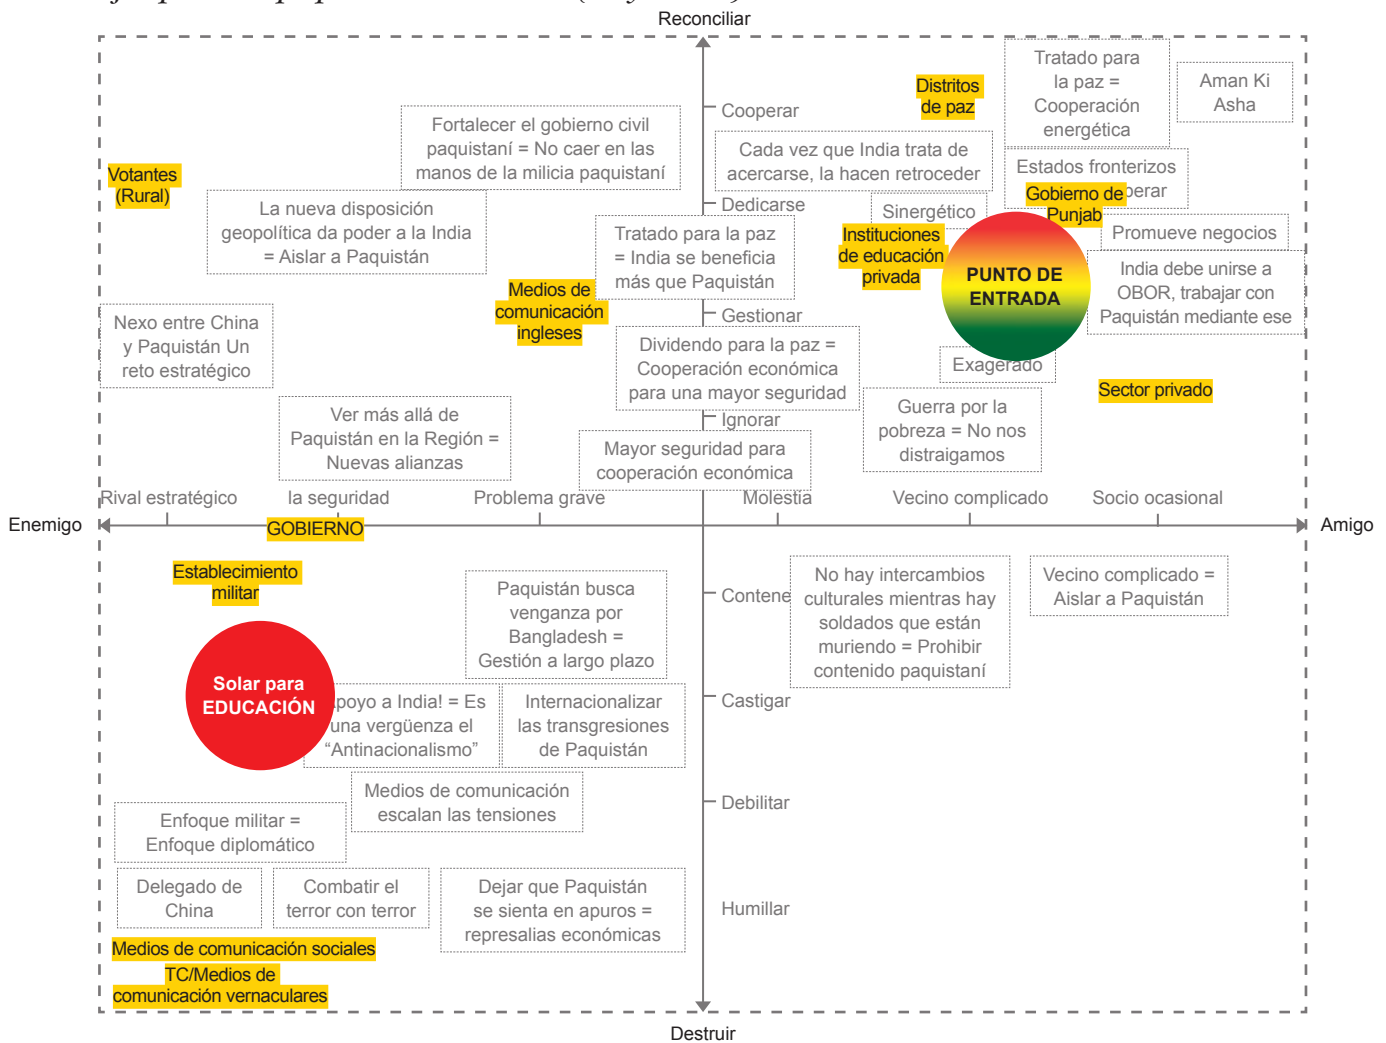 Reconciliar
Tratado para
la paz =
Cooperación
energética
Aman Ki
Asha
Distritos
de paz
Cooperar
Fortalecer el gobierno civil
paquistaní = No caer en las
manos de la milicia paquistaní
Cada vez que India trata de
acercarse, la hacen retroceder
Estados fronterizos
perar
Votantes
(Rural)
Gobierno de
Punjab
La nueva disposición
geopolítica da poder a la India
= Aislar a Paquistán
Dedicarse
Sinergético
Tratado para la paz
= India se beneficia
más que Paquistán
Instituciones
de educación
privada
Promueve negocios
PUNTO DE
ENTRADA
India debe unirse a
OBOR, trabajar con
Paquistán mediante ese
Medios de
comunicación
ingleses
Gestionar
Nexo entre China
y Paquistán Un
reto estratégico
Dividendo para la paz =
Cooperación económica
para una mayor seguridad
Exagerado
Sector privado
Ver más allá de
Paquistán en la Región =
Nuevas alianzas
Guerra por la
pobreza = No nos
distraigamos
Ignorar
Mayor seguridad para
cooperación económica
Rival estratégico
la seguridad
Problema grave
Molestia
Vecino complicado
Socio ocasional
Enemigo
GOBIERNO
Amigo
Establecimiento
militar
Paquistán busca
venganza por
Bangladesh =
Gestión a largo plazo
Contene
No hay intercambios
culturales mientras hay
soldados que están
muriendo = Prohibir
contenido paquistaní
Vecino complicado =
Aislar a Paquistán
Solar para
EDUCACIÓN
poyo a India! = Es
una vergüenza el
“Antinacionalismo”
Internacionalizar
las transgresiones
de Paquistán
Castigar
Medios de comunicación
escalan las tensiones
Debilitar
Enfoque militar =
Enfoque diplomático
Delegado de
China
Combatir el
terror con terror
Dejar que Paquistán
se sienta en apuros =
represalias económicas
Humillar
Medios de comunicación sociales
TC/Medios de
comunicación vernaculares
Destruir